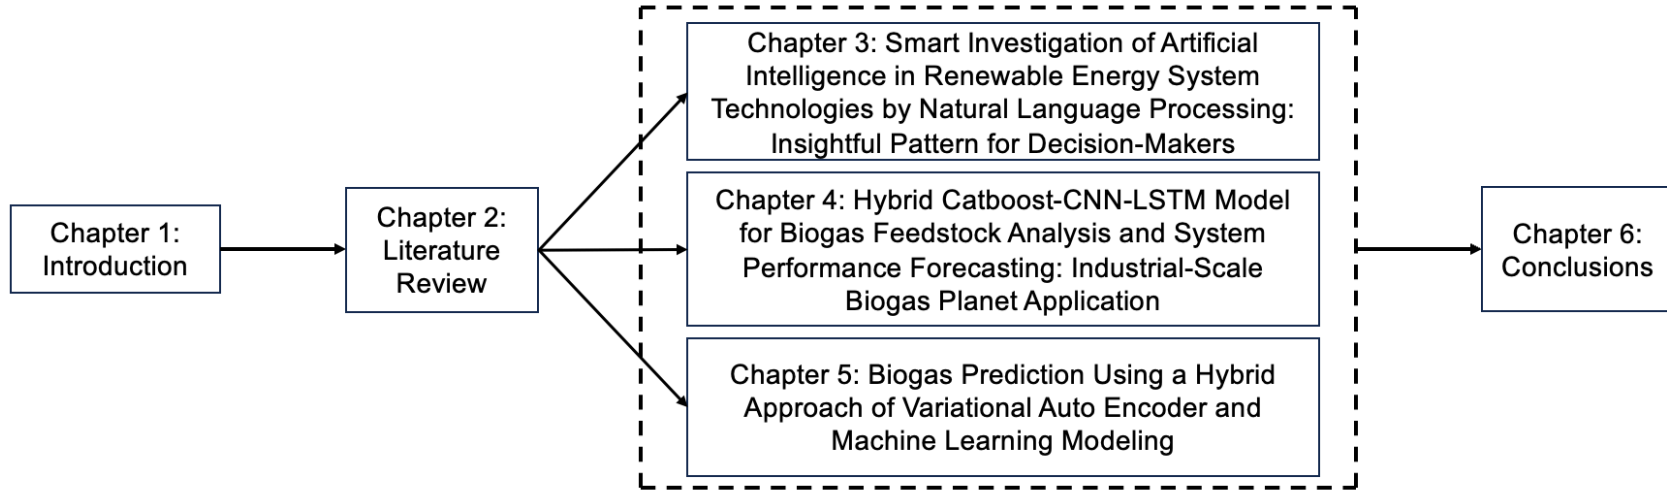 Chapter 1:
Introduction
Chapter 2:
Literature
Review
Chapter 3: Smart Investigation of Artificial
Intelligence in Renewable Energy System
Technologies by Natural Language Processing:
Insightful Pattern for Decision-Makers
Chapter 4: Hybrid Catboost-CNN-LSTM Model
for Biogas Feedstock Analysis and System
Performance Forecasting: Industrial-Scale
Biogas Planet Application
Chapter 5: Biogas Prediction Using a Hybrid
Approach of Variational Auto Encoder and
Machine Learning Modeling
Chapter 6:
Conclusions